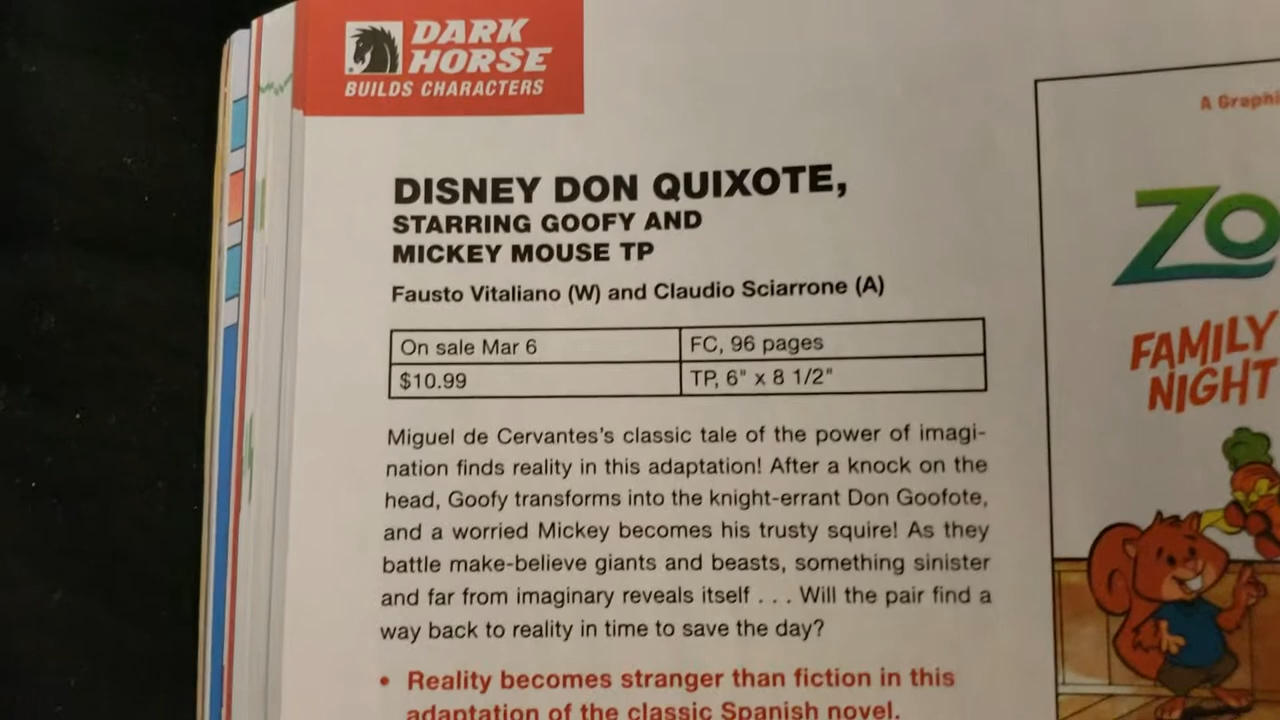 DARK
HORSE
BUILDS CHARACTERS
DISNEY DON QUIXOTE,
STARRING GOOFY AND
MICKEY MOUSE TP
Fausto Vitaliano (W) and Claudio Sciarrone (A)
On sale Mar 6
FC, 96 pages
$10.99
TP, 6" x 8 1/2"
Miguel de Cervantes's classic tale of the power of imagi-
nation finds reality in this adaptation! After a knock on the
head, Goofy transforms into the knight-errant Don Goofote,
and a worried Mickey becomes his trusty squire! As they
battle make-believe giants and beasts, something sinister
and far from imaginary reveals itself . . . Will the pair find a
way back to reality in time to save the day?
• Reality becomes stranger than fiction in this
adaptation of the classic Spanish novel.
A Graphi
ZO
FAMILY
NIGHT